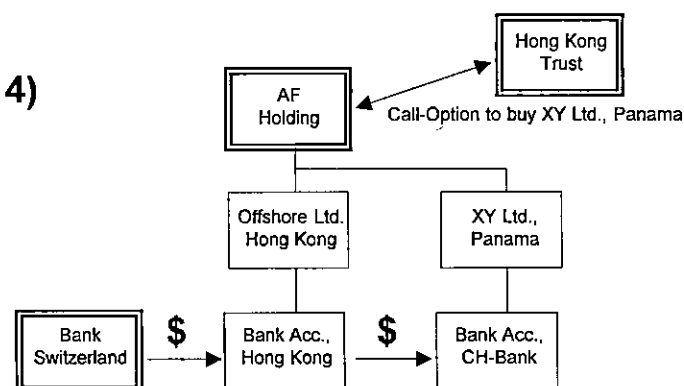 4)
Hong Kong
Trust
AF
Holding
Call-Option to buy XY Ltd., Panama
Offshore Ltd.
Hong Kong
XY Ltd.,
Panama
Bank
Switzerland
$
Bank Acc.,
Hong Kong
$
Bank Acc.,
CH-Bank